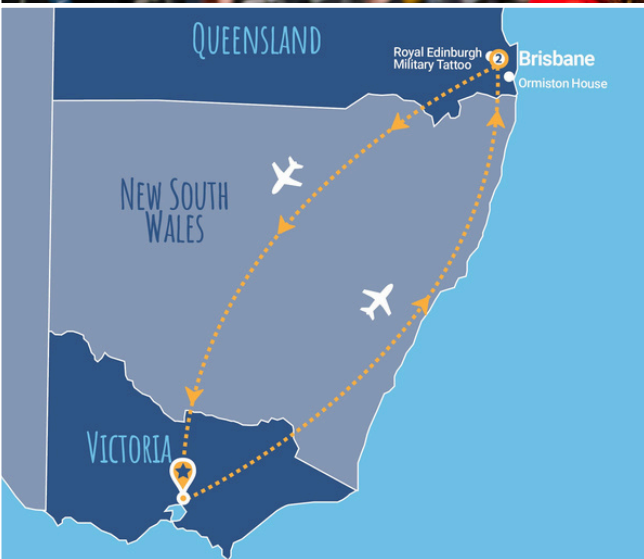 QUEENSLAND
Royal Edinburgh
Military Tattoo
2
Brisbane
Ormiston House
NEW SOUTH
WALES
VICTORIA